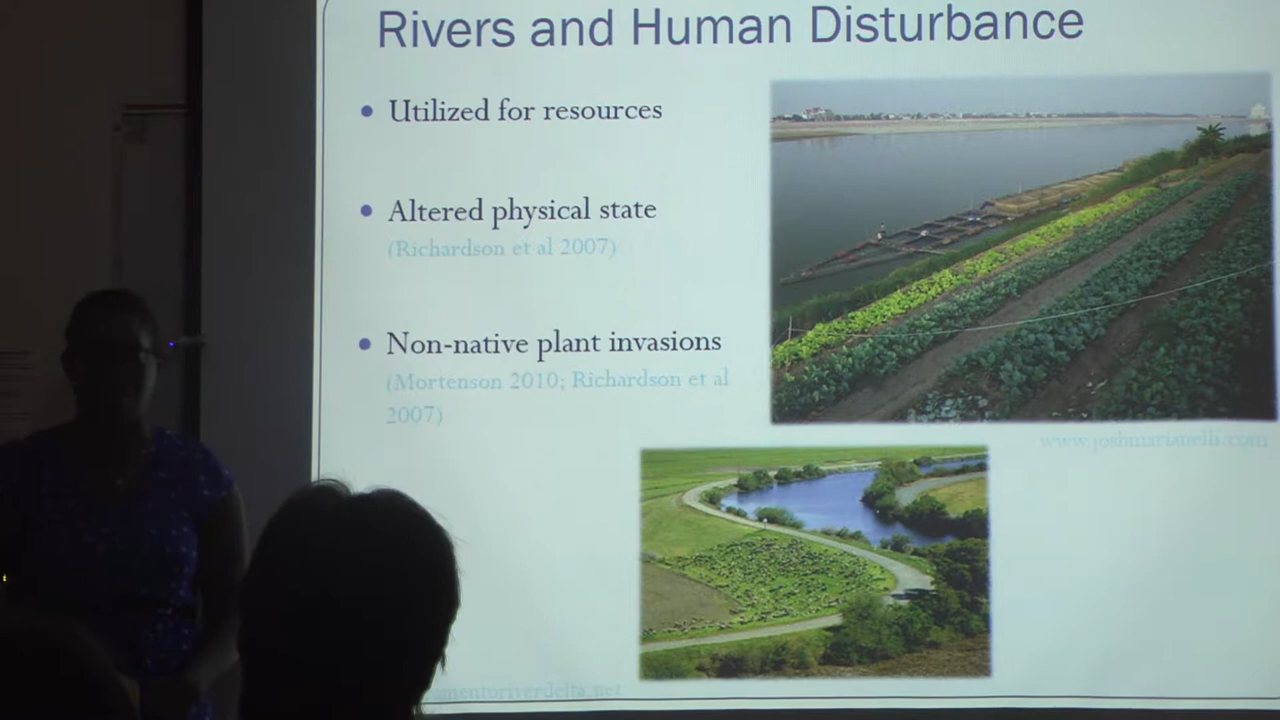 Rivers and Human Disturbance
Utilized for resources
Altered physical state
(Richardson et al 2007)
Non-native plant invasions
(Mortenson 2010; Richardson et al
2007)
www.joshmarianelli.com